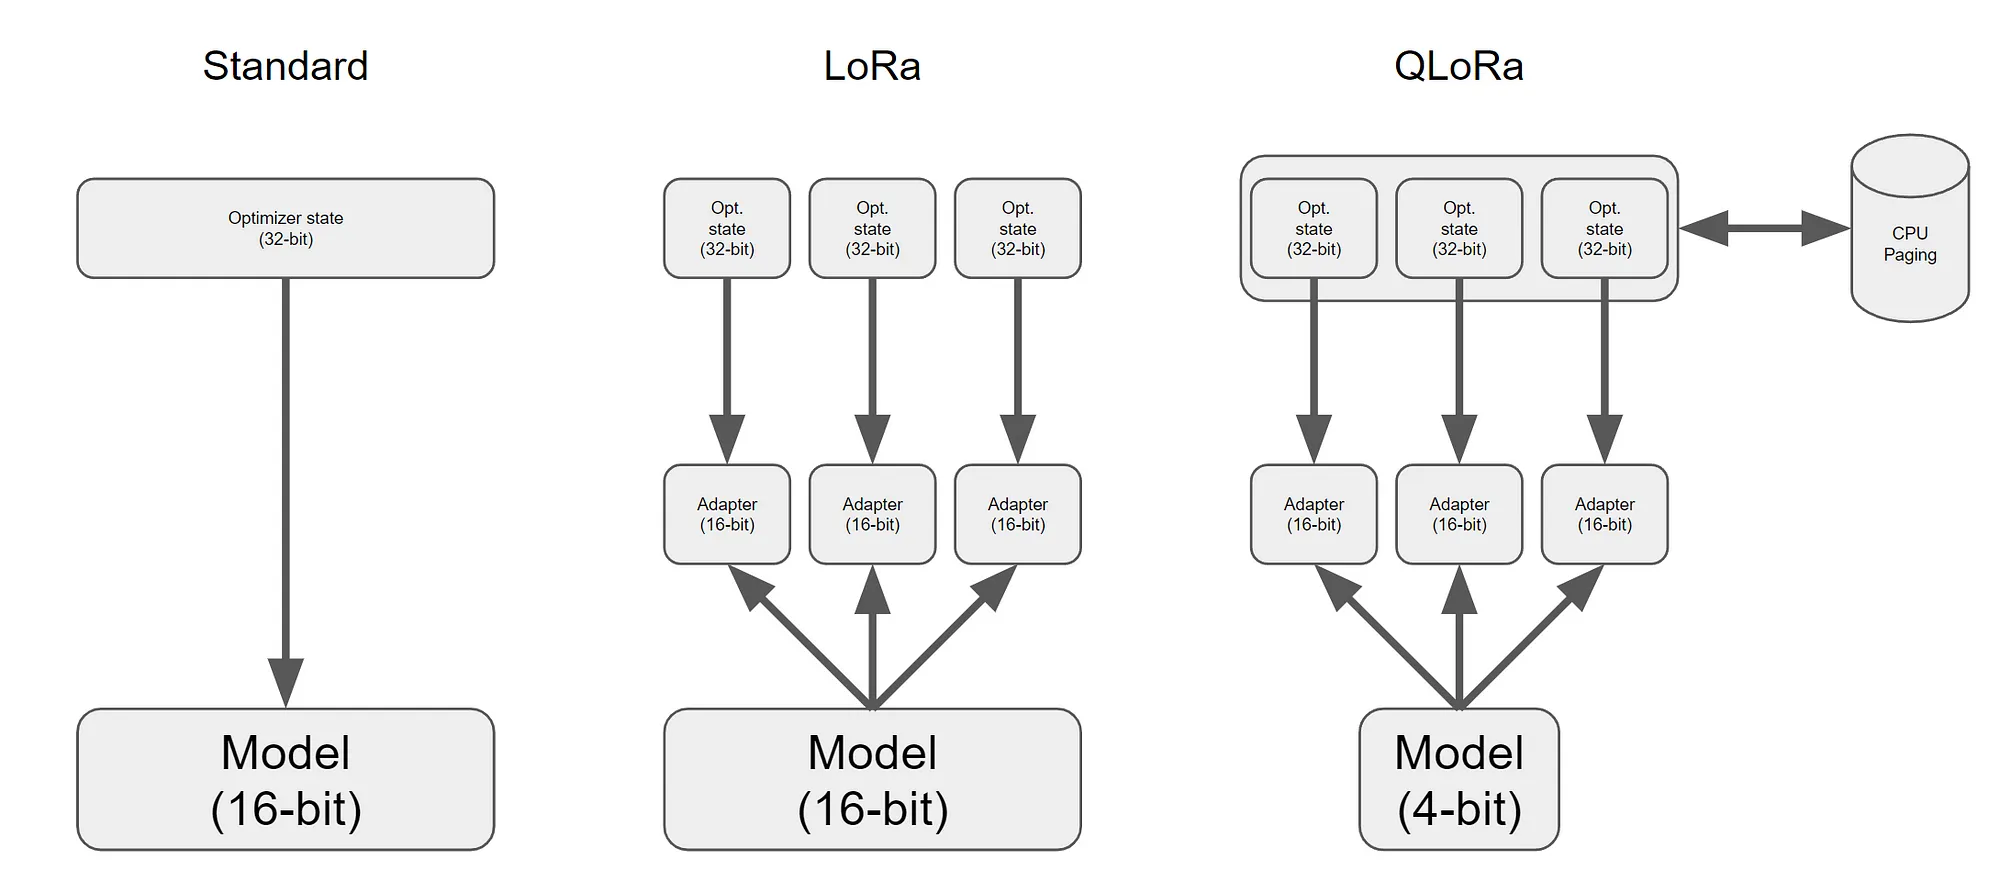 Standard
LoRa
QLoRa
Optimizer state
(32-bit)
Opt.
state
(32-bit)
Opt.
state
(32-bit)
Opt.
state
(32-bit)
Opt.
state
(32-bit)
Opt.
state
(32-bit)
Opt.
state
(32-bit)
CPU
Paging
Adapter
(16-bit)
Adapter
(16-bit)
Adapter
(16-bit)
Adapter
(16-bit)
Adapter
(16-bit)
Adapter
(16-bit)
Model
(16-bit)
Model
(16-bit)
Model
(4-bit)